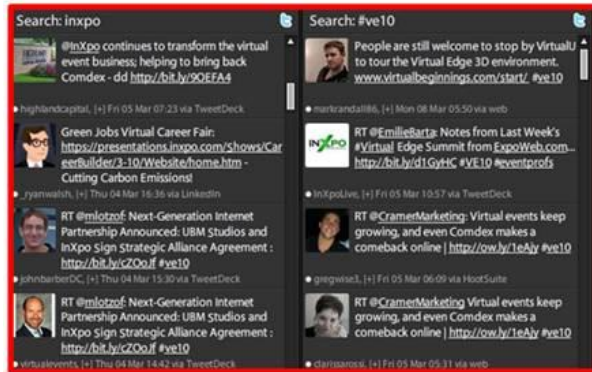 Search: inxpo
@InXpo continues to transform the virtual
event business; helping to bring back
Comdex - dd http://bit.ly/9QEFA4
highlandcapital, [+] Fri 05 Mar 07:23 via TweetDeck
Green Jobs Virtual Career Fair:
https://presentations.inxpo.com/Shows/Car
eerBuilder/3-10/Website/home.htm -
Cutting Carbon Emissions!
_ryanwalsh, [+] Thu 04 Mar 16:36 via LinkedIn
RT @mlotzof: Next-Generation Internet
Partnership Announced: UBM Studios and
InXpo Sign Strategic Alliance Agreement :
http://bit.ly/cZOoJf #ve10
johnbarberDC, [+] Thu 04 Mar 15:30 via TweetDeck
RT @mlotzof: Next-Generation Internet
Partnership Announced: UBM Studios and
InXpo Sign Strategic Alliance Agreement :
http://bit.ly/cZOoJf #ve10
virtualevents, [+] Thu 04 Mar 14:42 via TweetDeck
Search: #ve10
People are still welcome to stop by VirtualU
to tour the Virtual Edge 3D environment.
www.virtualbeginnings.com/start/ #ve10
markrandall86, [+] Mon 08 Mar 05:50 via web
INXPO
RT @EmilieBarta: Notes from Last Week's
#Virtual Edge Summit from ExpoWeb.com...
http://bit.ly/d1GyHC #VE10 #eventprofs
InXpoLive, [+] Fri 05 Mar 10:57 via TweetDeck
RT @CramerMarketing: Virtual events keep
growing, and even Comdex makes a
comeback online | http://ow.ly/1eAjy #ve10
gregwise3, [+] Fri 05 Mar 06:09 via HootSuite
RT @CramerMarketing Virtual events keep
growing, and even Comdex makes a
comeback online | http://ow.ly/1eAjy #ve10
clarissarossi, [+] Fri 05 Mar 05:31 via web